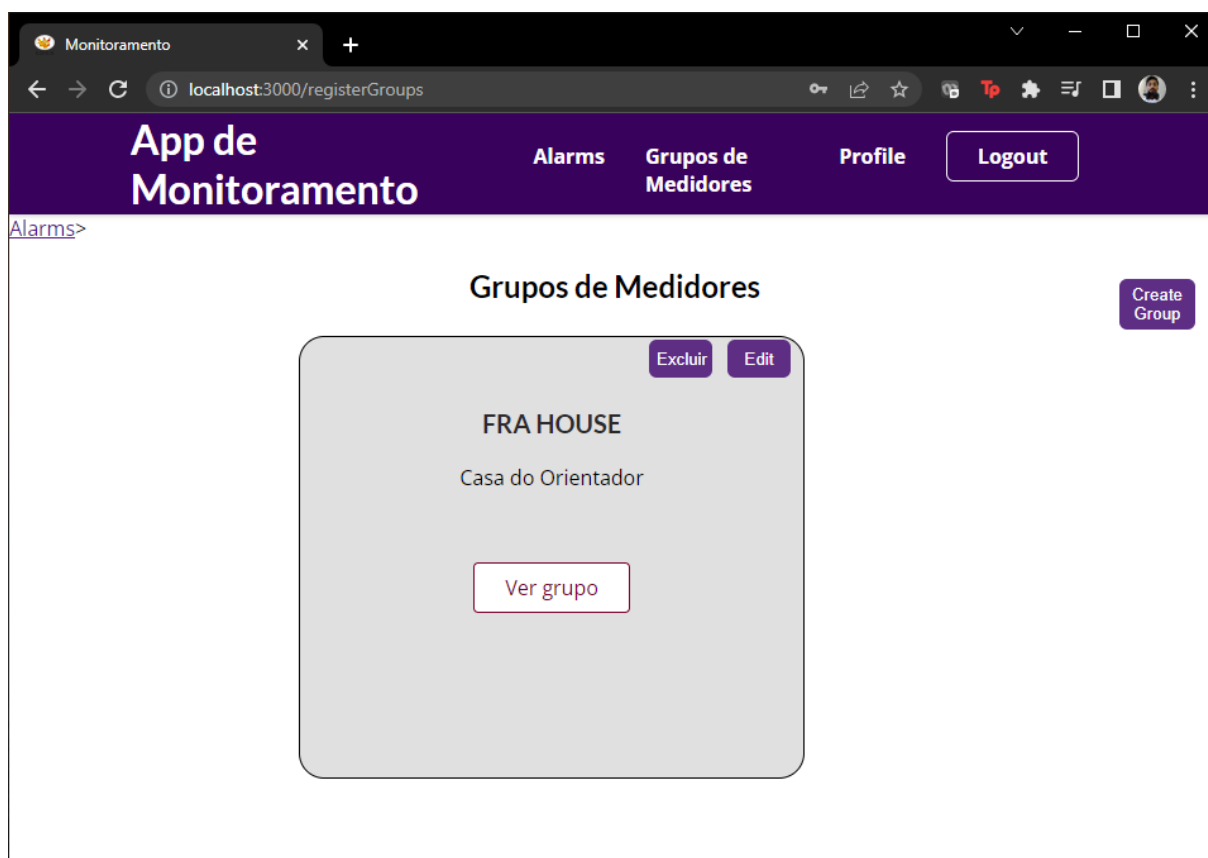 Monitoramento
localhost:3000/registerGroups
Tp
App de
Monitoramento
Alarms
Grupos de
Medidores
Profile
Logout
Alarms>
Grupos de Medidores
Create
Group
Excluir
Edit
FRA HOUSE
Casa do Orientador
Ver grupo